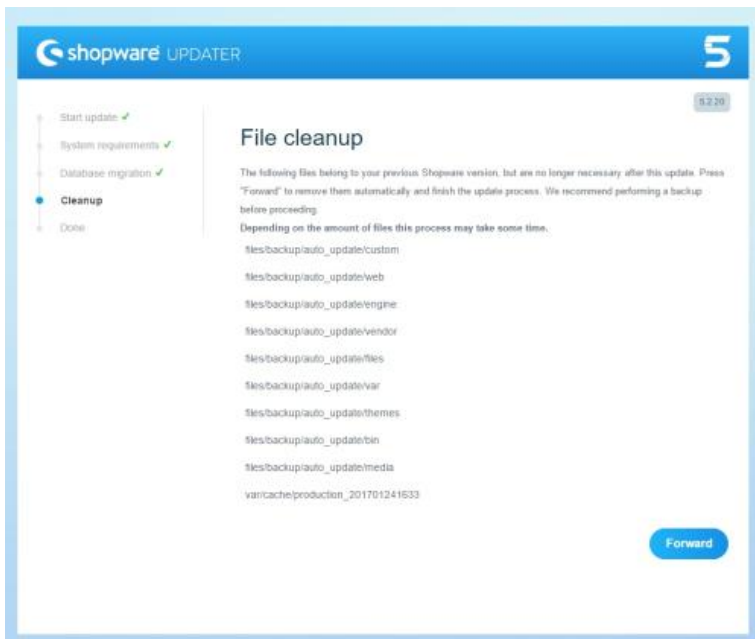 shopware UPDATER
5
5.2.20
Start update
System requirements
Database migration
Cleanup
Done
File cleanup
The following files belong to your previous Shopware version, but are no longer necessary after this update. Press
"Forward" to remove them automatically and finish the update process. We recommend performing a backup
before proceeding.
Depending on the amount of files this process may take some time.
files/backup/auto_update/custom
files/backup/auto_update/web
files/backup/auto_update/engine
files/backup/auto_update/vendor
files/backup/auto_update/files
files/backup/auto_update/var
files/backup/auto_update/themes
files/backup/auto_update/bin
files/backup/auto_update/media
var/cache/production_201701241633
Forward